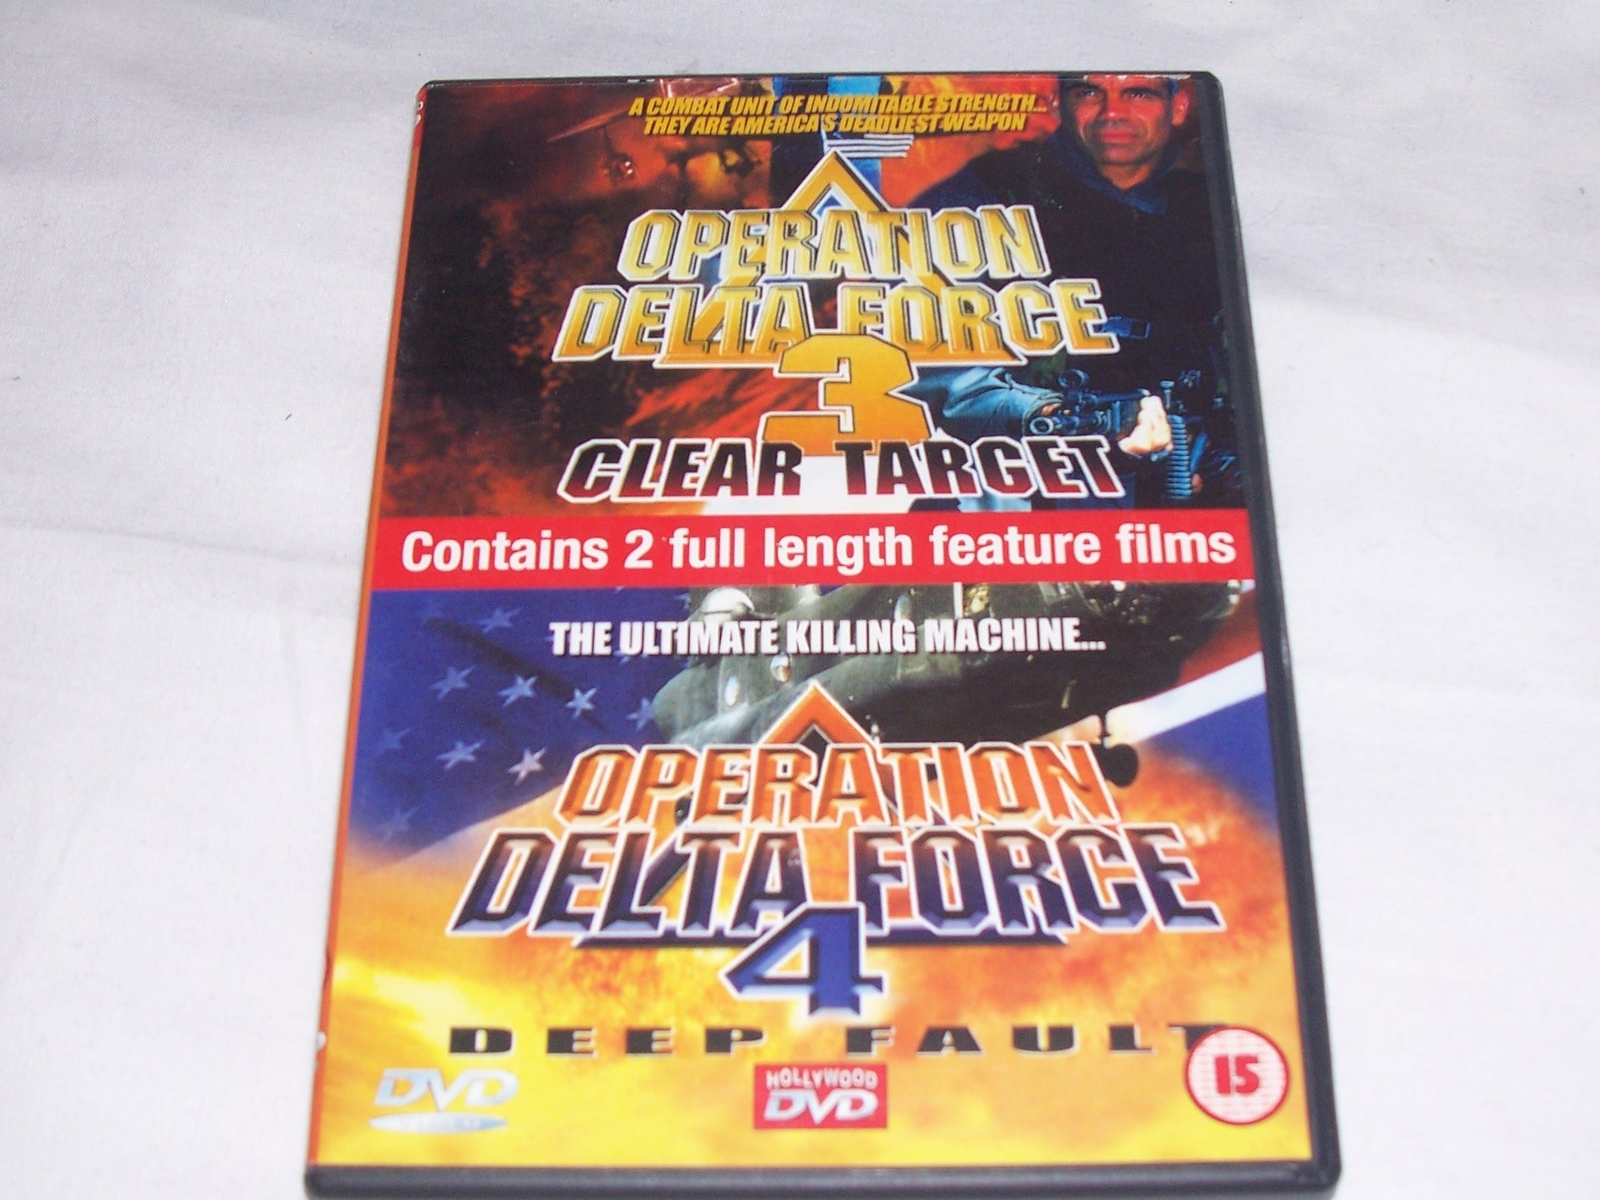 A COMBAT UNIT OF INDOMITABLE STRENGTH...
THEY ARE AMERICA'S DEADLIEST WEAPON
OPERATION
DELTA FORCE
3
CLEAR TARGET
Contains 2 full length feature films
THE ULTIMATE KILLING MACHINE...
OPERATION
DELTA FORCE
4
DEEP FAULT
DVD
VIDEO
HOLLYWOOD
DVD
15